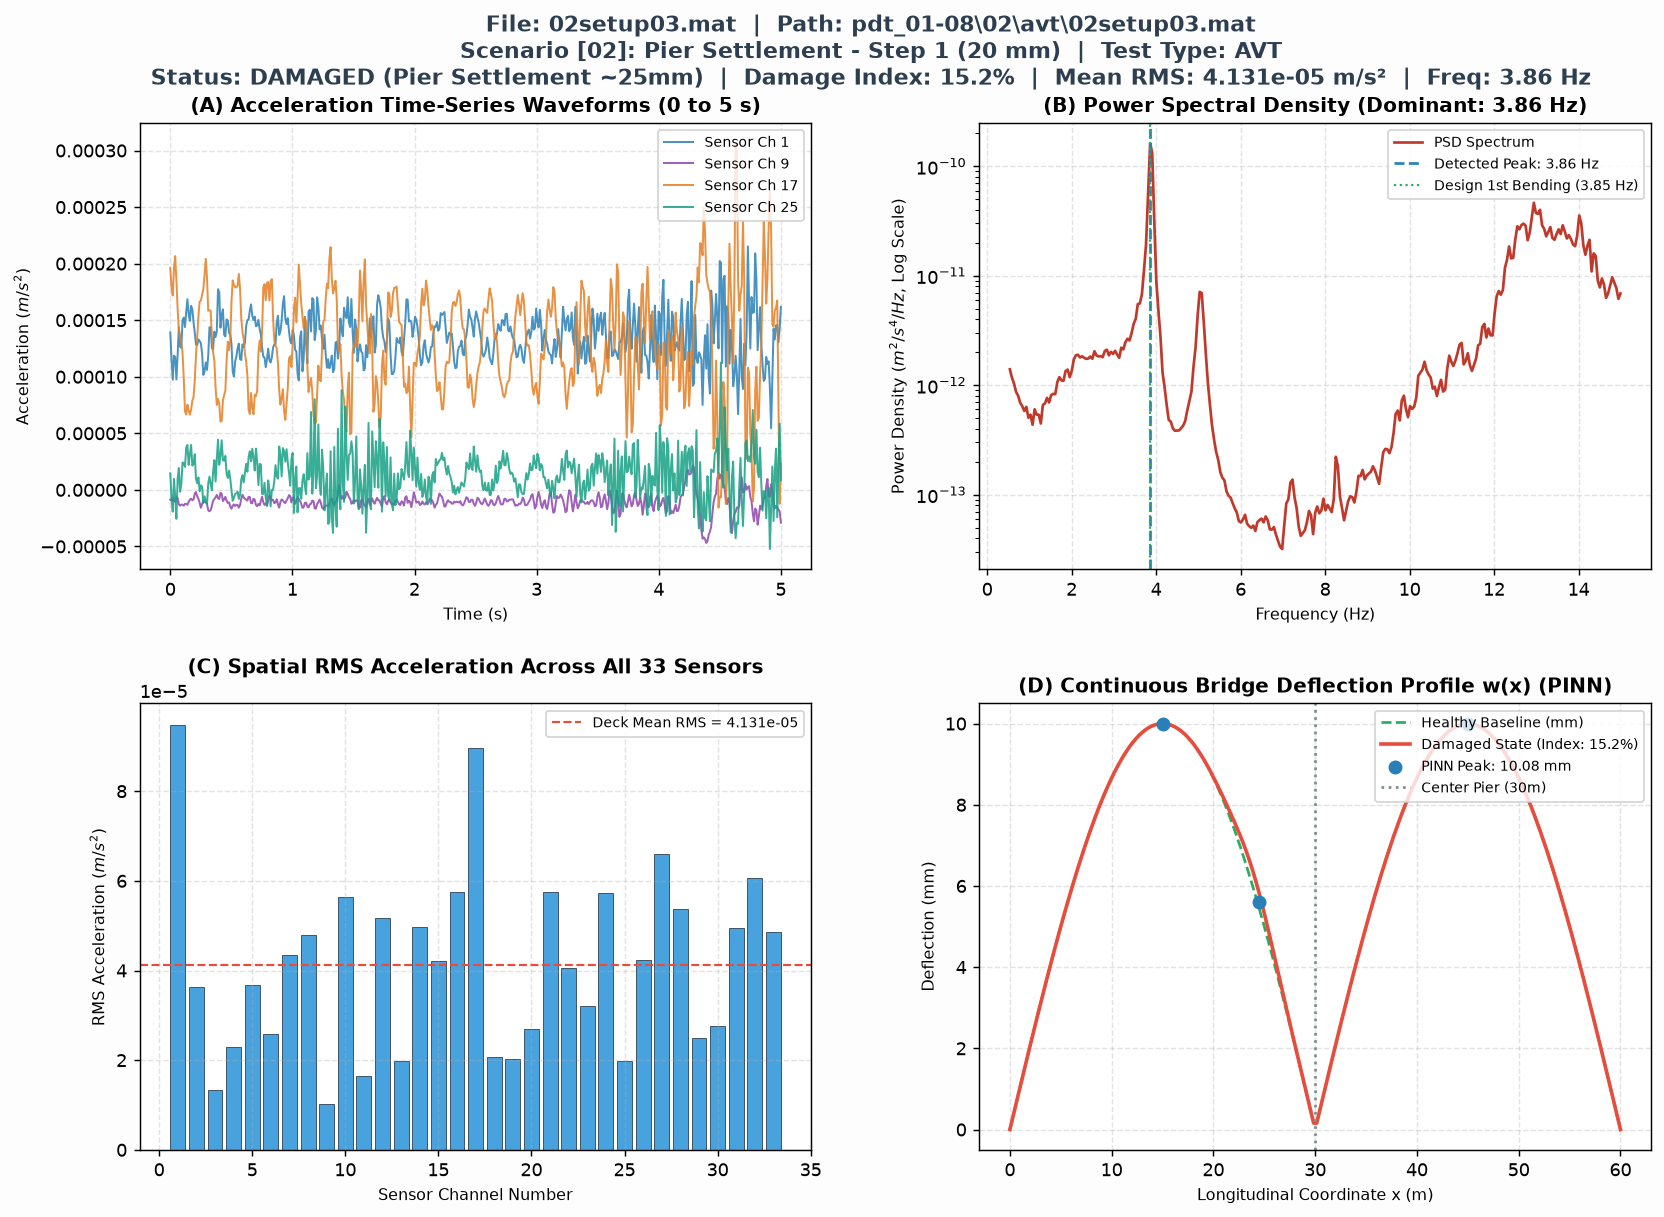 File: 02setup03.mat | Path: pdt_01-08\02\avt\02setup03.mat
Scenario [02]: Pier Settlement - Step 1 (20 mm) | Test Type: AVT
Status: DAMAGED (Pier Settlement ~25mm) | Damage Index: 15.2% | Mean RMS: 4.131e-05 m/s² | Freq: 3.86 Hz
(A) Acceleration Time-Series Waveforms (0 to 5 s)
Sensor Ch 1
Sensor Ch 9
Sensor Ch 17
Sensor Ch 25
Acceleration (m/s²)
0.00030
0.00025
0.00020
0.00015
0.00010
0.00005
0.00000
−0.00005
0 1 2 3 4 5
Time (s)
(B) Power Spectral Density (Dominant: 3.86 Hz)
PSD Spectrum
Detected Peak: 3.86 Hz
Design 1st Bending (3.85 Hz)
Power Density (m²/s⁴/Hz, Log Scale)
10⁻¹⁰
10⁻¹¹
10⁻¹²
10⁻¹³
0 2 4 6 8 10 12 14
Frequency (Hz)
(C) Spatial RMS Acceleration Across All 33 Sensors
1e−5
Deck Mean RMS = 4.131e-05
RMS Acceleration (m/s²)
8
6
4
2
0
0 5 10 15 20 25 30 35
Sensor Channel Number
(D) Continuous Bridge Deflection Profile w(x) (PINN)
Healthy Baseline (mm)
Damaged State (Index: 15.2%)
PINN Peak: 10.08 mm
Center Pier (30m)
Deflection (mm)
10
8
6
4
2
0
0 10 20 30 40 50 60
Longitudinal Coordinate x (m)